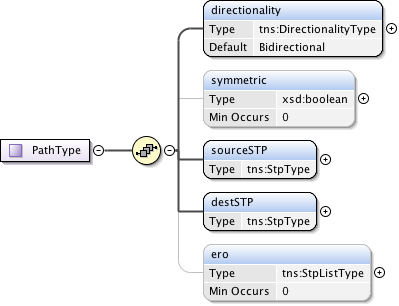 directionality
Type tns:DirectionalityType
Default Bidirectional
symmetric
Type xsd:boolean
Min Occurs 0
PathType
sourceSTP
Type tns:StpType
destSTP
Type tns:StpType
ero
Type tns:StpListType
Min Occurs 0